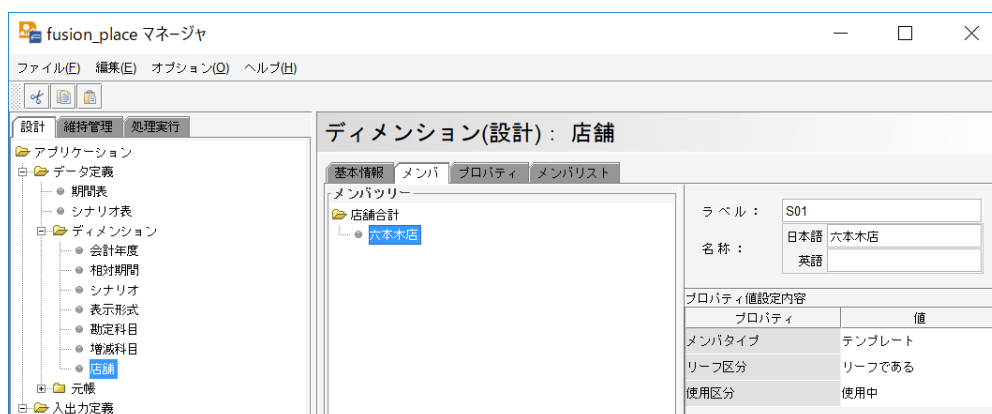 fusion_place マネージャ
ファイル(F) 編集(E) オプション(O) ヘルプ(H)
設計 維持管理 処理実行
アプリケーション
データ定義
期間表
シナリオ表
ディメンション
会計年度
相対期間
シナリオ
表示形式
勘定科目
増減科目
店舗
元帳
入出力定義
ディメンション(設計) : 店舗
基本情報 メンバ プロパティ メンバリスト
メンバツリー
店舗合計
六本木店
ラベル : S01
名称 :
日本語 六本木店
英語
プロパティ値設定内容
プロパティ 値
メンバタイプ テンプレート
リーフ区分 リーフである
使用区分 使用中